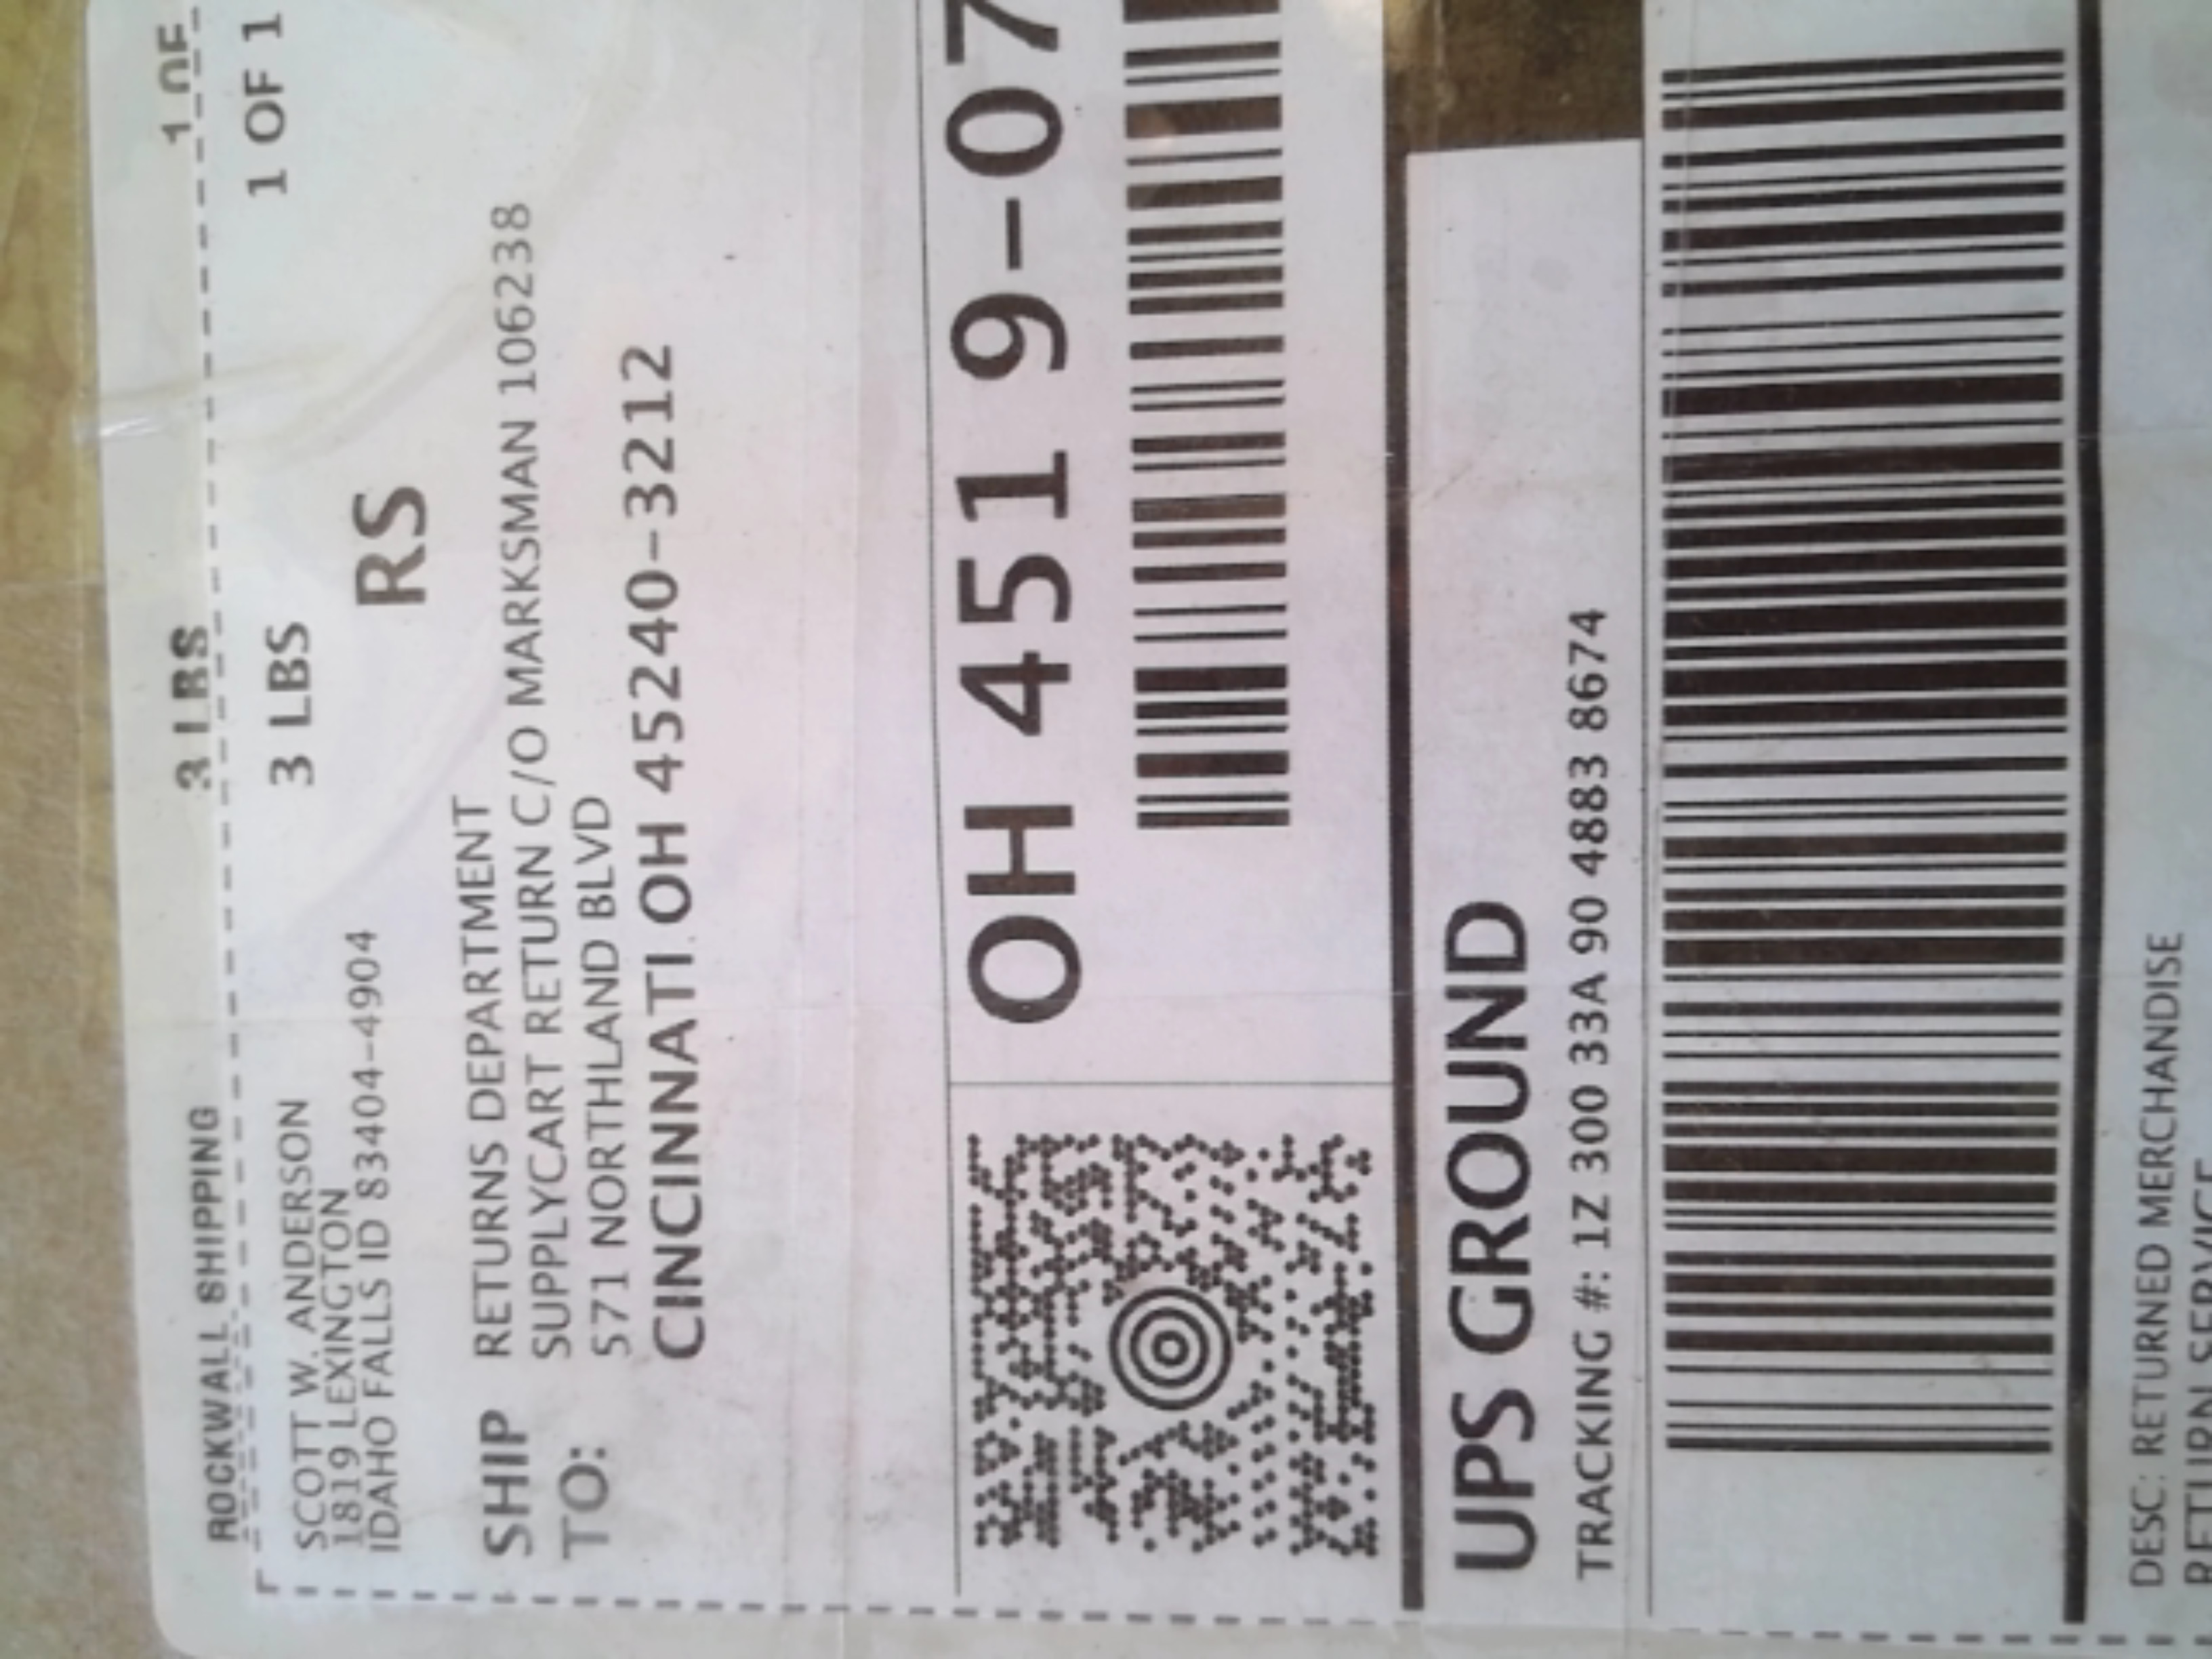 1 OF
3 LBS
ROCKWALL SHIPPING
1 OF 1
3 LBS
SCOTT W. ANDERSON
1819 LEXINGTON
IDAHO FALLS ID 83404-4904
RS
SHIP
TO:
RETURNS DEPARTMENT
SUPPLYCART RETURN C/O MARKSMAN 106238
571 NORTHLAND BLVD
CINCINNATI OH 45240-3212
OH 451 9-07
UPS GROUND
TRACKING #: 1Z 300 33A 90 4883 8674
DESC: RETURNED MERCHANDISE
RETURN SERVICE